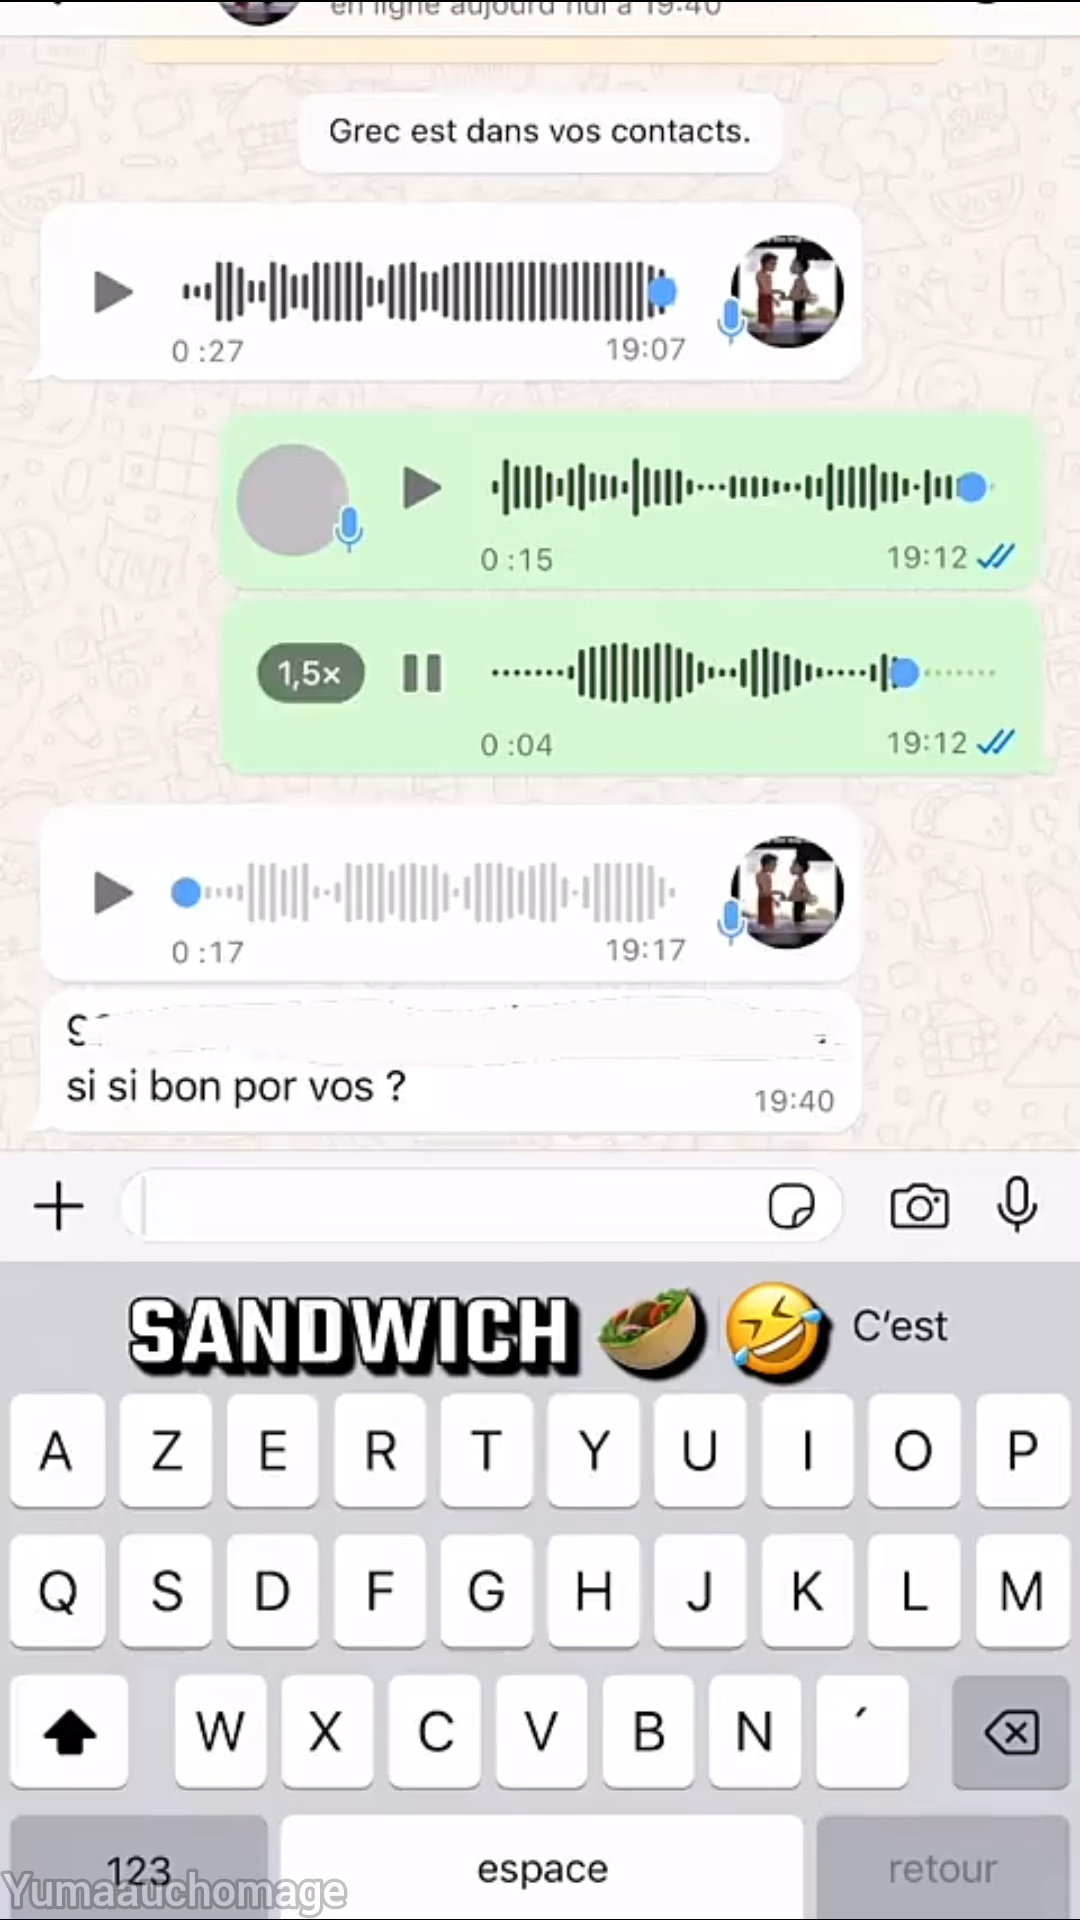 en ligne aujourd'hui à 19:40
Grec est dans vos contacts.
0 :27 19:07
0 :15 19:12
1,5×
0 :04 19:12
0 :17 19:17
si si bon por vos ?
19:40
SANDWICH C'est
A Z E R T Y U I O P
Q S D F G H J K L M
W X C V B N ´
123 espace retour
Yumaauchomage